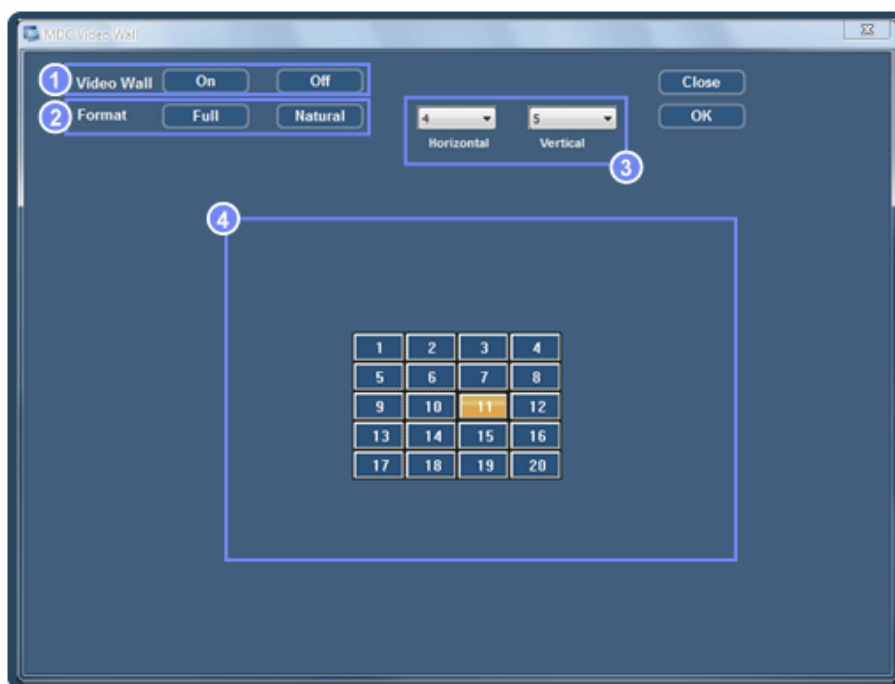 MDC Video Wall
1 Video Wall On Off Close
2 Format Full Natural 4 5 OK
Horizontal Vertical
3
4
1 2 3 4
5 6 7 8
9 10 11 12
13 14 15 16
17 18 19 20